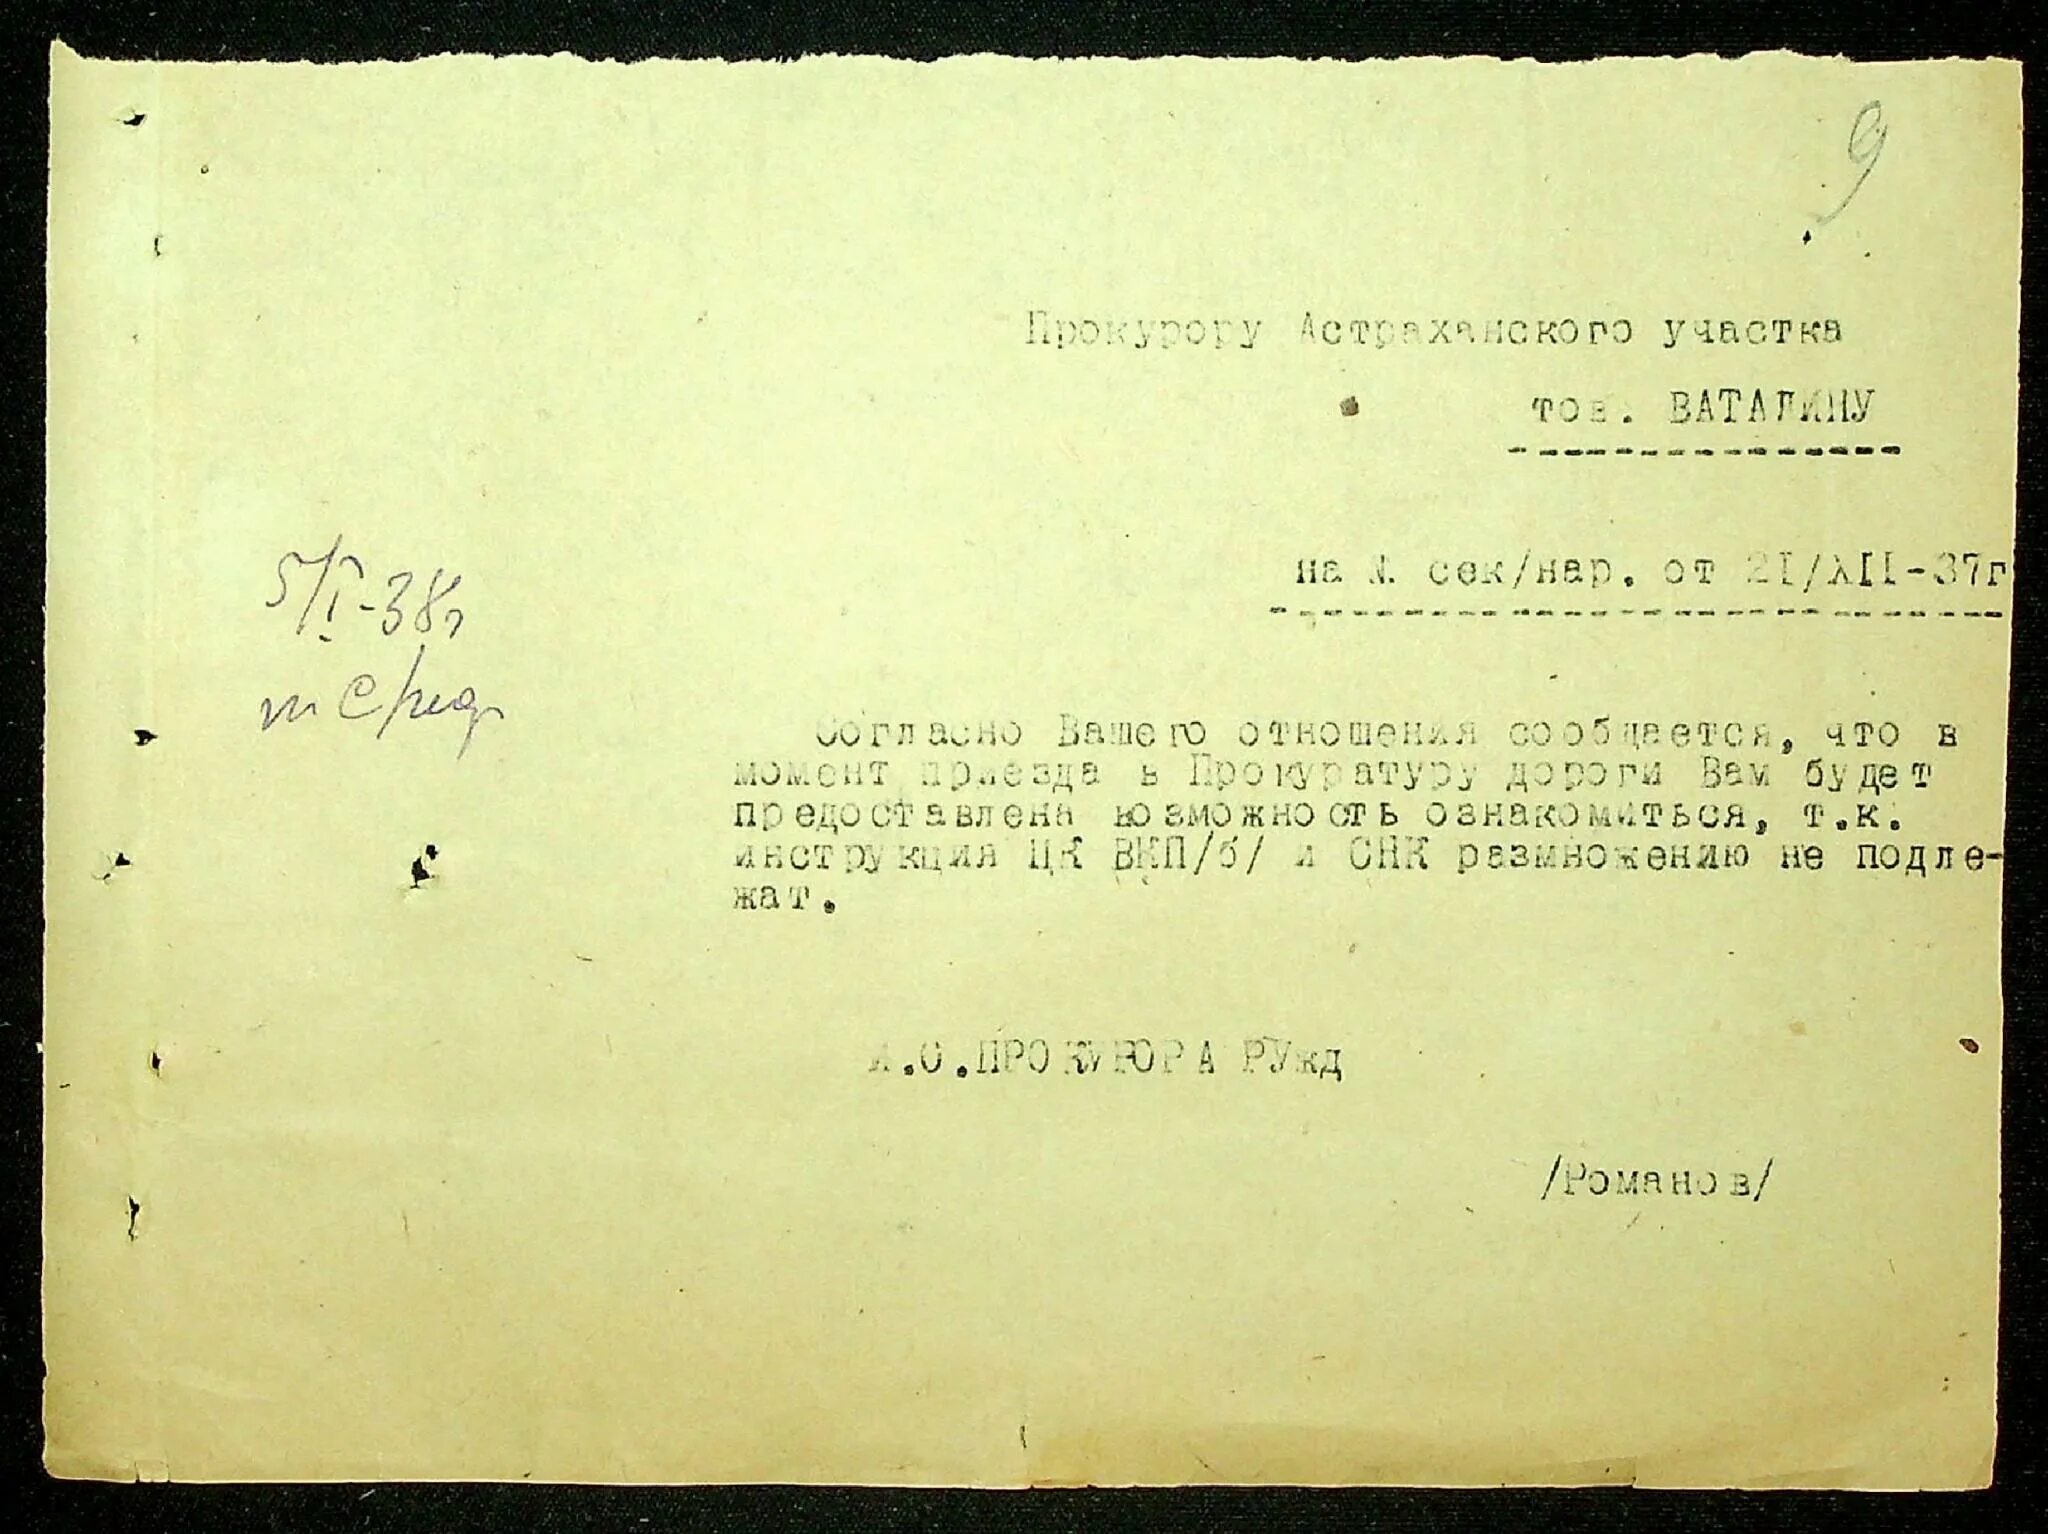 9
Прокурору Астраханского участка
тов. ВАТАЛИНУ
на №. сек/нар. от 2I/XII-37г
5/I-38г
Согласно Вашего отношения сообщается, что в
момент приезда в Прокуратуру дороги Вам будет
предоставлена возможность ознакомиться, т.к.
инструкция ЦК ВКП/б/ и СНК размножению не подле-
жат.
И.О.ПРОКУРОРА РУжд
/Романов/